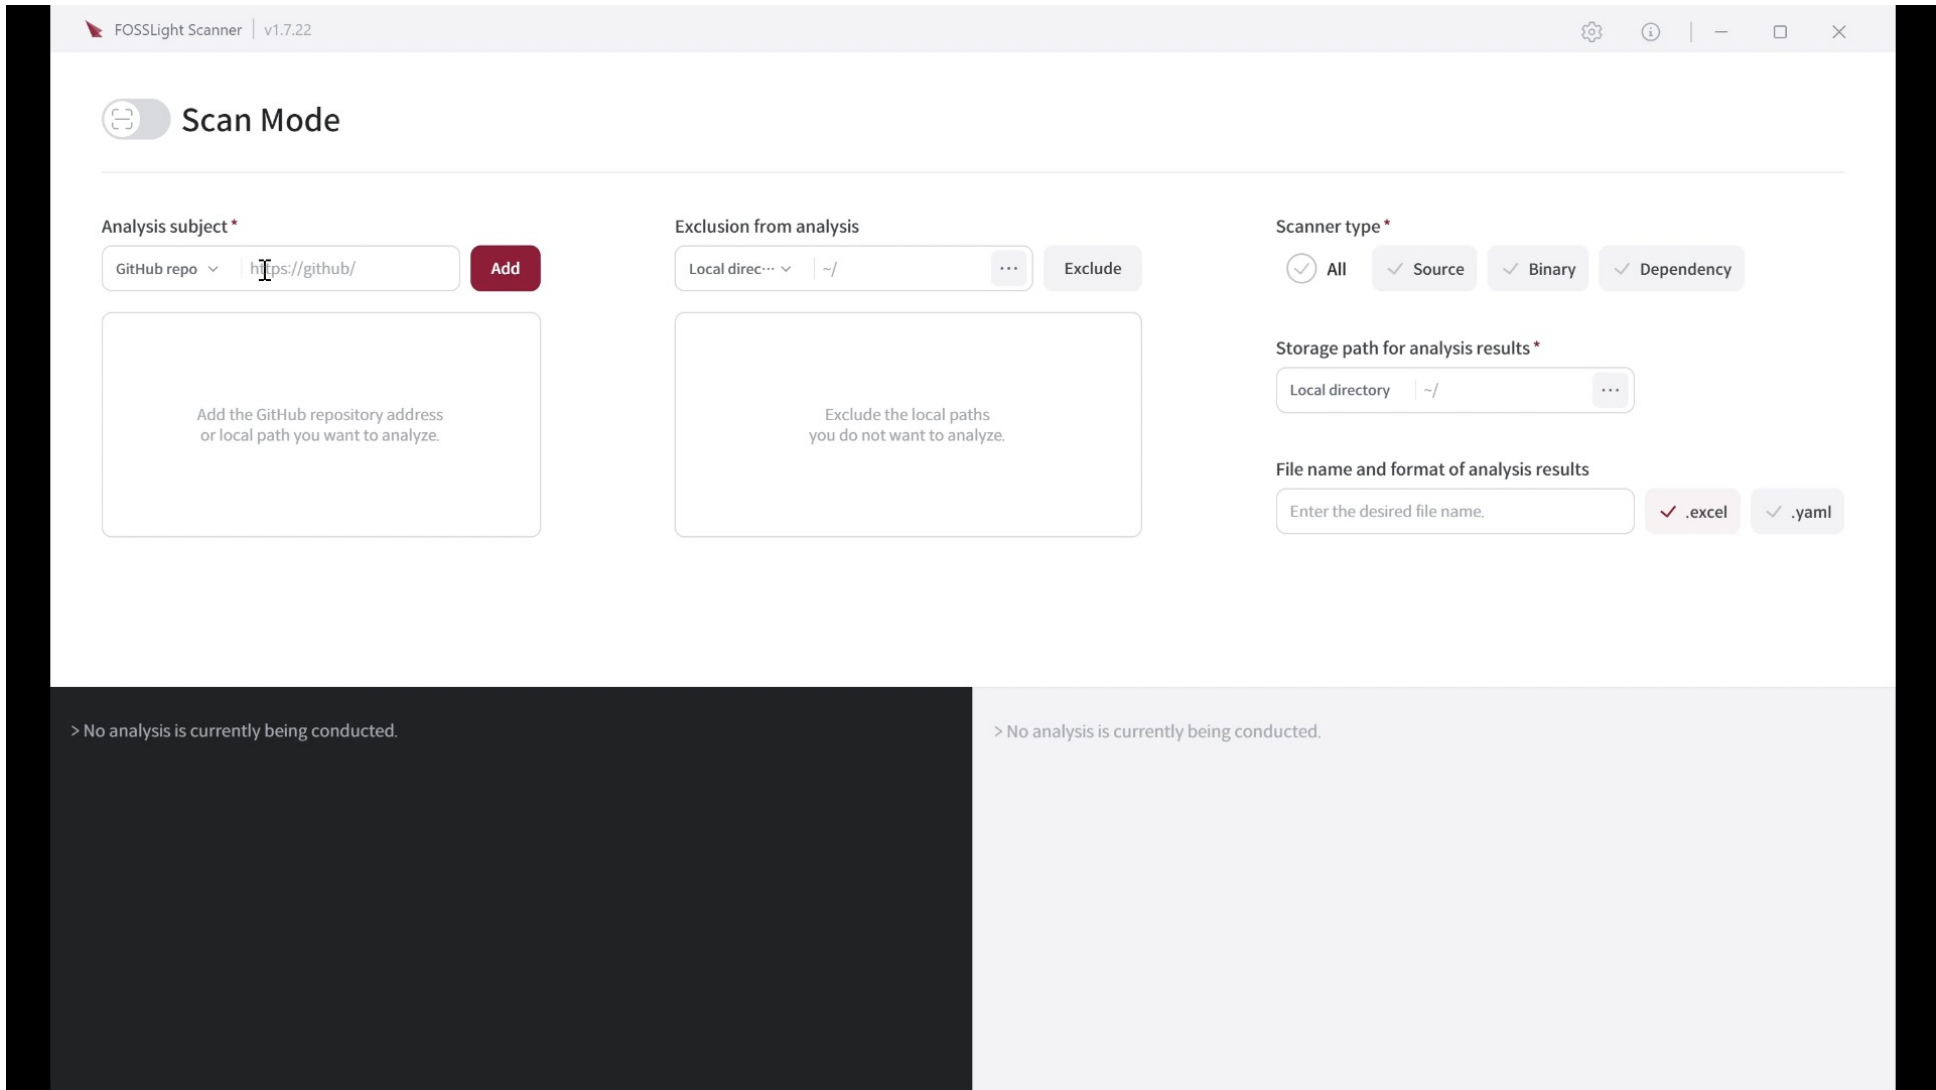 FOSSLight Scanner | v1.7.22
Scan Mode
Analysis subject*
GitHub repo https://github/ Add
Add the GitHub repository address
or local path you want to analyze.
Exclusion from analysis
Local direc··· ~/ ··· Exclude
Exclude the local paths
you do not want to analyze.
Scanner type*
All Source Binary Dependency
Storage path for analysis results*
Local directory ~/ ···
File name and format of analysis results
Enter the desired file name. .excel .yaml
> No analysis is currently being conducted.
> No analysis is currently being conducted.